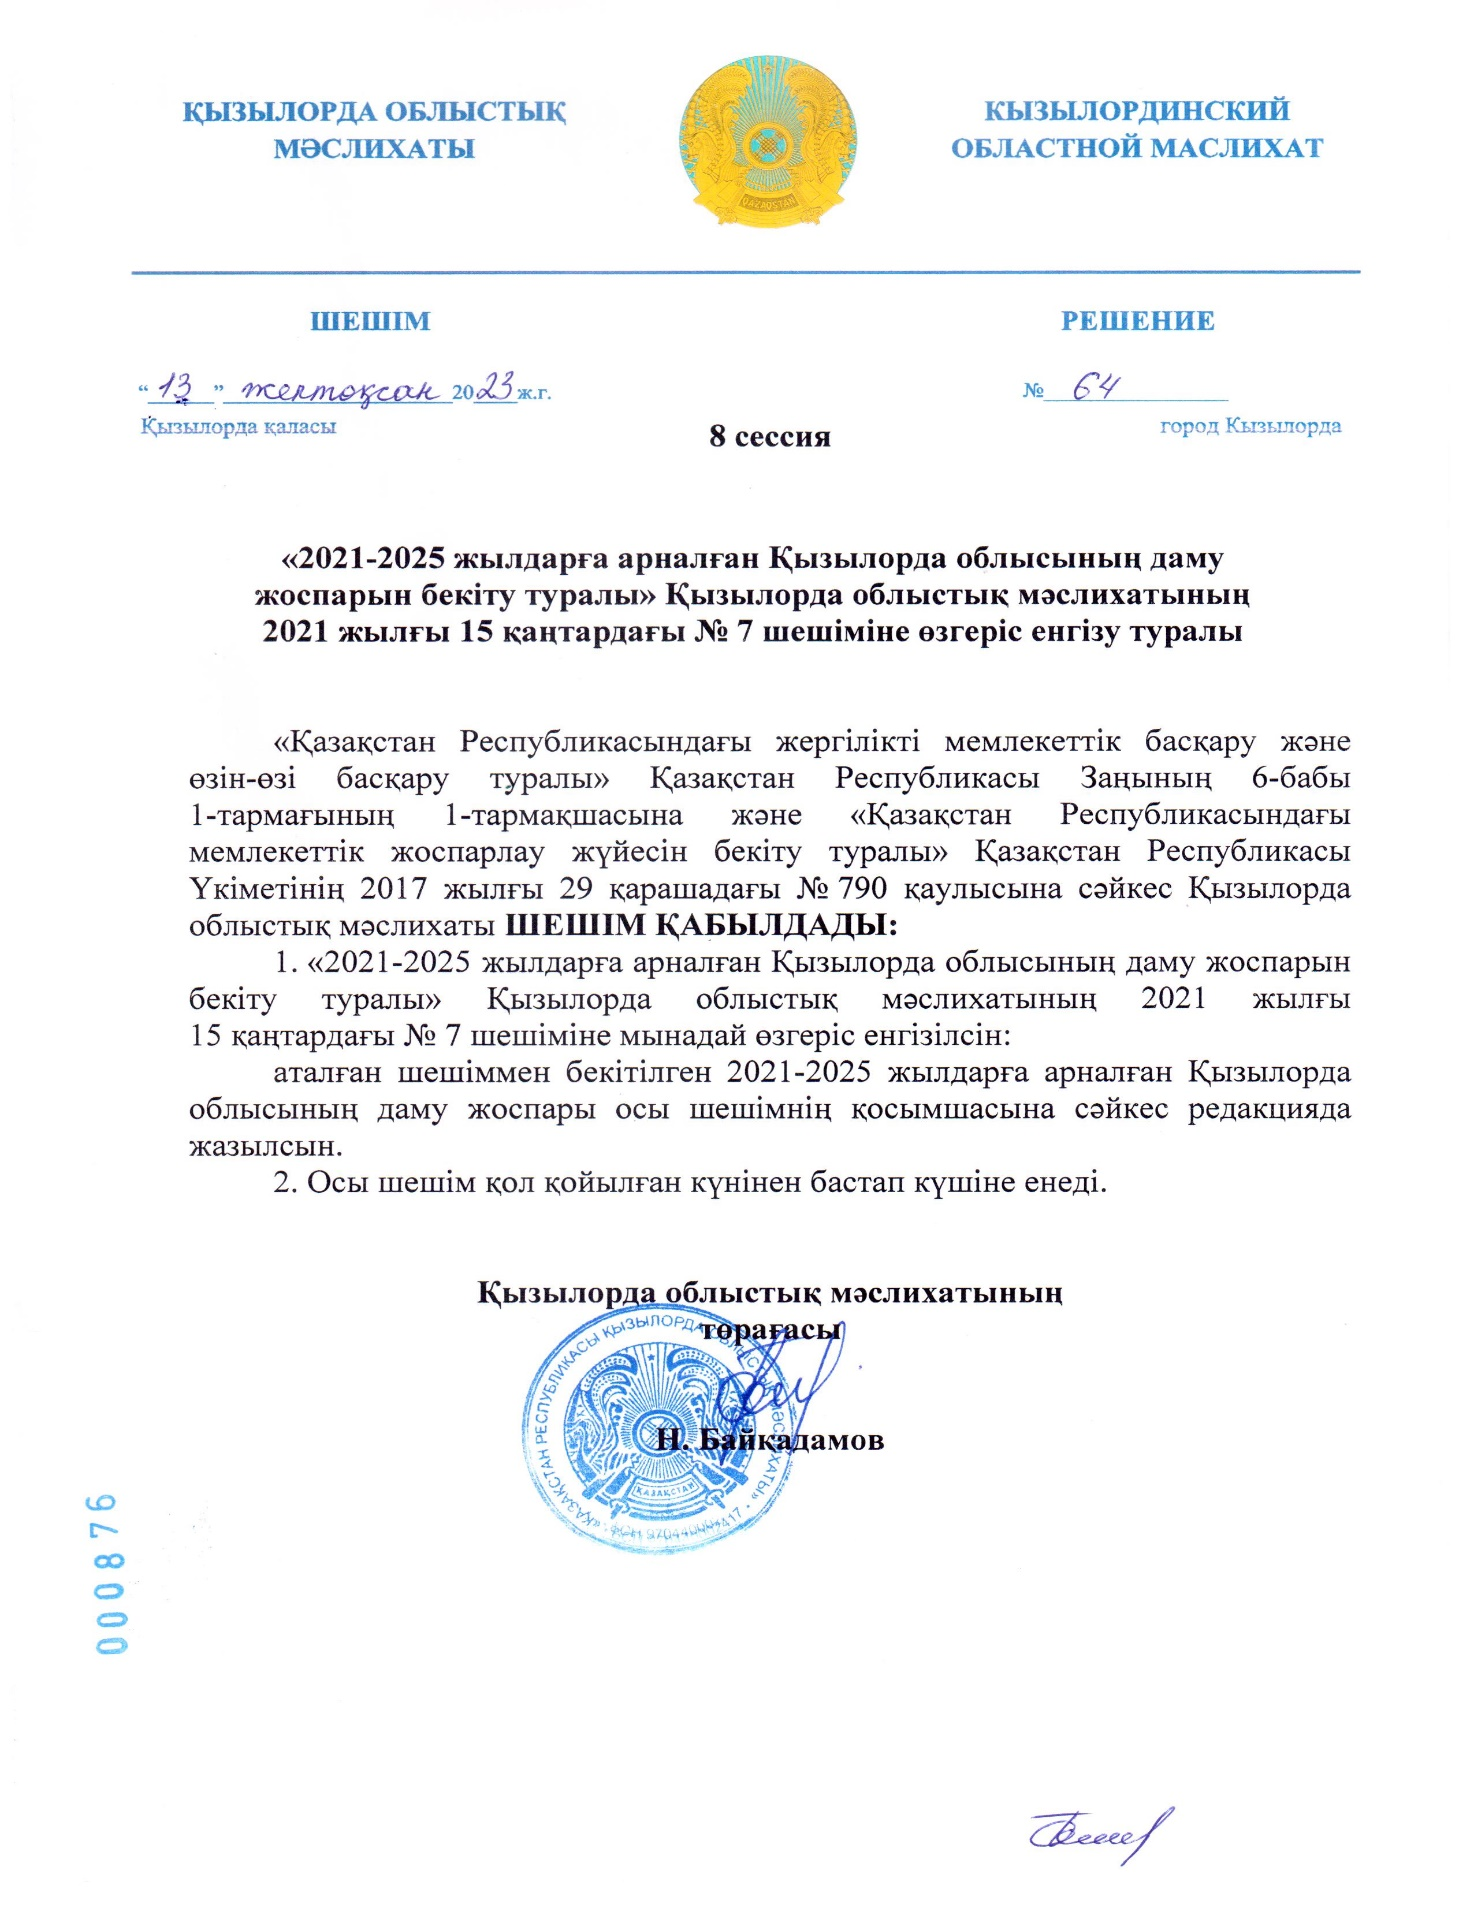 ҚЫЗЫЛОРДА ОБЛЫСТЫҚ
МӘСЛИХАТЫ
КЫЗЫЛОРДИНСКИЙ
ОБЛАСТНОЙ МАСЛИХАТ
QAZAQSTAN
ШЕШІМ
РЕШЕНИЕ
“13” желтоқсан 2023 ж.г.
№ 64
Қызылорда қаласы
город Кызылорда
8 сессия
«2021-2025 жылдарға арналған Қызылорда облысының даму
жоспарын бекіту туралы» Қызылорда облыстық мәслихатының
2021 жылғы 15 қаңтардағы № 7 шешіміне өзгеріс енгізу туралы
«Қазақстан Республикасындағы жергілікті мемлекеттік басқару және
өзін-өзі басқару туралы» Қазақстан Республикасы Заңының 6-бабы
1-тармағының 1-тармақшасына және «Қазақстан Республикасындағы
мемлекеттік жоспарлау жүйесін бекіту туралы» Қазақстан Республикасы
Үкіметінің 2017 жылғы 29 қарашадағы № 790 қаулысына сәйкес Қызылорда
облыстық мәслихаты ШЕШІМ ҚАБЫЛДАДЫ:
1. «2021-2025 жылдарға арналған Қызылорда облысының даму жоспарын
бекіту туралы» Қызылорда облыстық мәслихатының 2021 жылғы
15 қаңтардағы № 7 шешіміне мынадай өзгеріс енгізілсін:
аталған шешіммен бекітілген 2021-2025 жылдарға арналған Қызылорда
облысының даму жоспары осы шешімнің қосымшасына сәйкес редакцияда
жазылсын.
2. Осы шешім қол қойылған күнінен бастап күшіне енеді.
Қызылорда облыстық мәслихатының
төрағасы
Н. Байқадамов
ҚАЗАҚСТАН РЕСПУБЛИКАСЫ ҚЫЗЫЛОРДА ОБЛЫСТЫҚ МӘСЛИХАТЫ»
ҚАЗАҚСТАН
000876